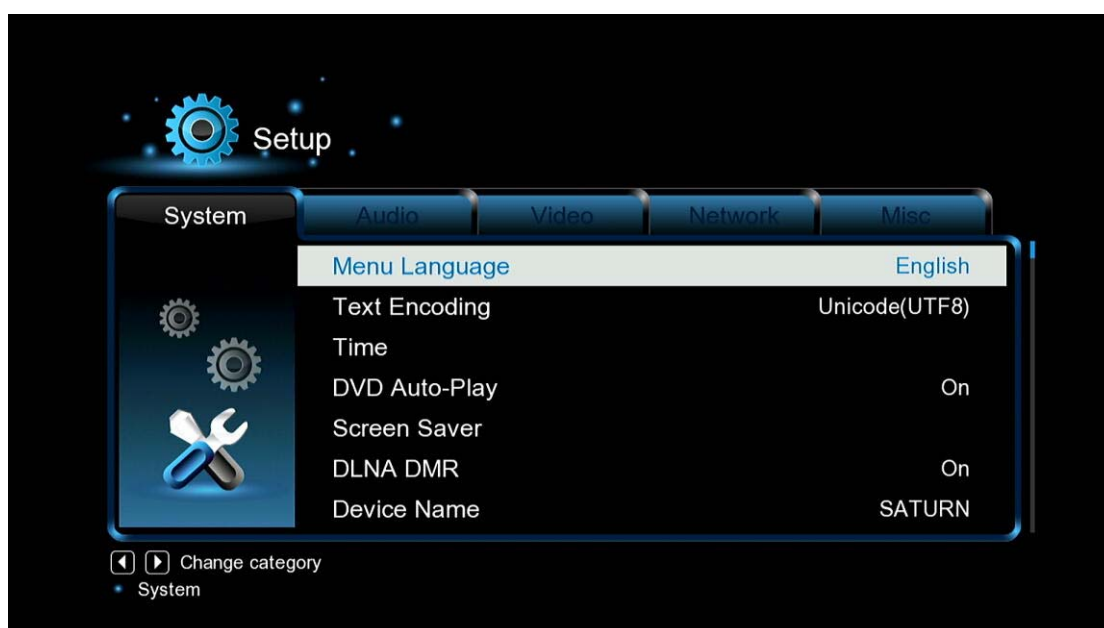 Setup
System Audio Video Network Misc
Menu Language English
Text Encoding Unicode(UTF8)
Time
DVD Auto-Play On
Screen Saver
DLNA DMR On
Device Name SATURN
Change category
System